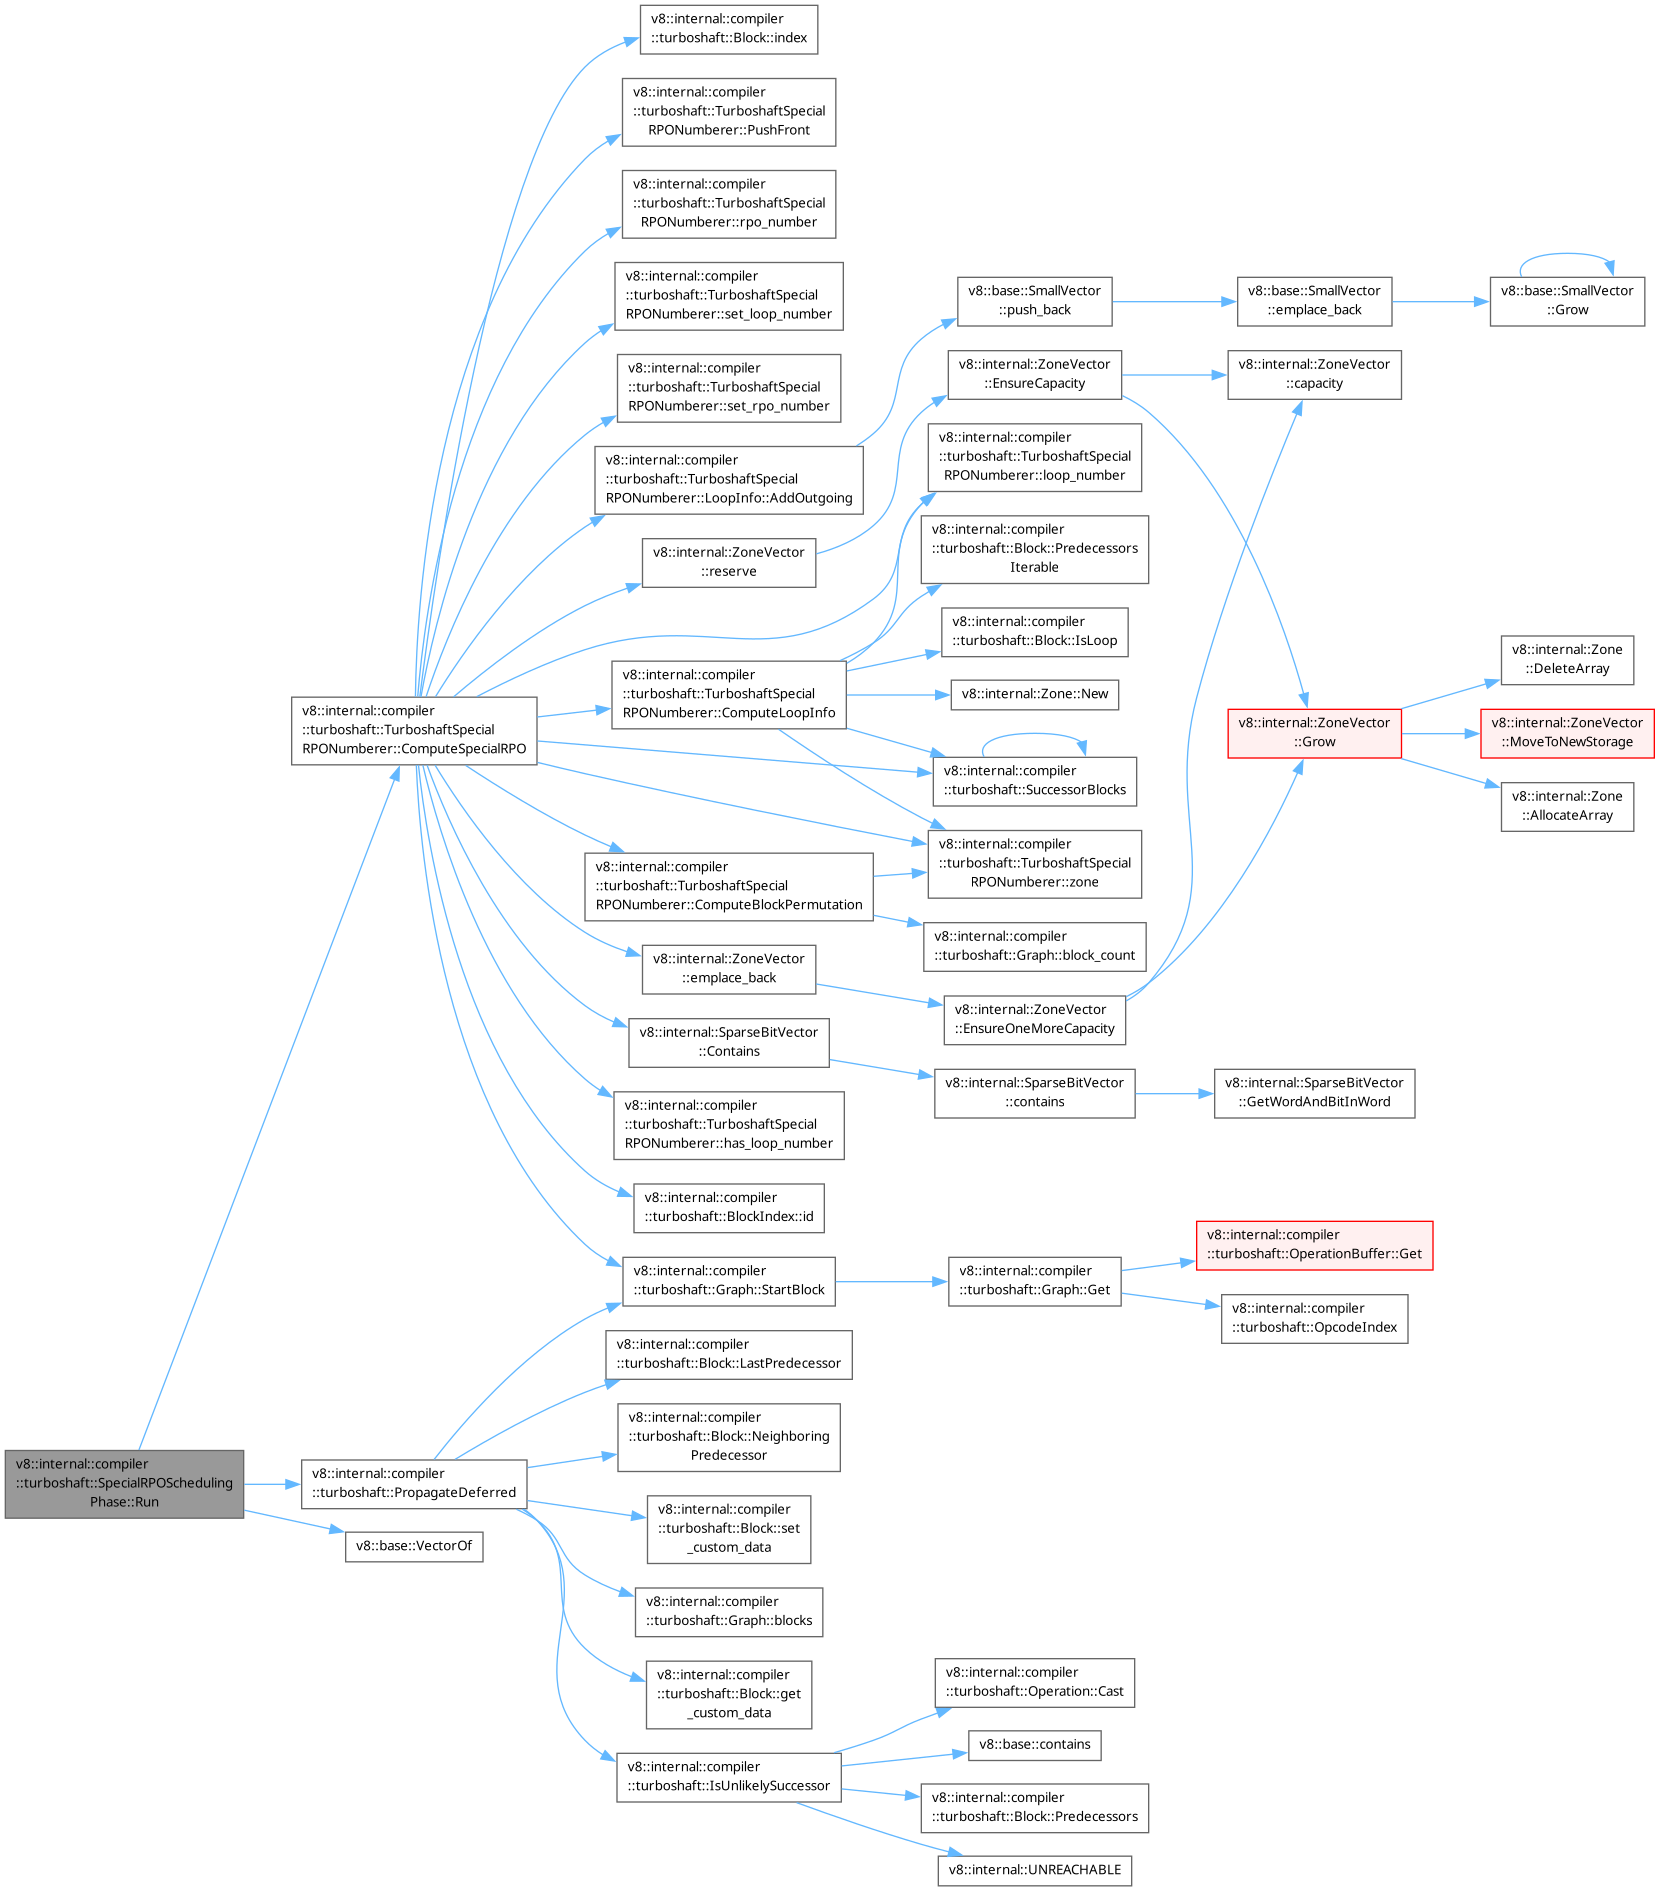 v8::internal::compiler
::turboshaft::SpecialRPOScheduling
Phase::Run
v8::internal::compiler
::turboshaft::TurboshaftSpecial
RPONumberer::ComputeSpecialRPO
v8::internal::compiler
::turboshaft::PropagateDeferred
v8::base::VectorOf
v8::internal::compiler
::turboshaft::Block::index
v8::internal::compiler
::turboshaft::TurboshaftSpecial
RPONumberer::PushFront
v8::internal::compiler
::turboshaft::TurboshaftSpecial
RPONumberer::rpo_number
v8::internal::compiler
::turboshaft::TurboshaftSpecial
RPONumberer::set_loop_number
v8::internal::compiler
::turboshaft::TurboshaftSpecial
RPONumberer::set_rpo_number
v8::internal::compiler
::turboshaft::TurboshaftSpecial
RPONumberer::LoopInfo::AddOutgoing
v8::internal::ZoneVector
::reserve
v8::internal::compiler
::turboshaft::TurboshaftSpecial
RPONumberer::ComputeLoopInfo
v8::internal::compiler
::turboshaft::TurboshaftSpecial
RPONumberer::ComputeBlockPermutation
v8::internal::ZoneVector
::emplace_back
v8::internal::SparseBitVector
::Contains
v8::internal::compiler
::turboshaft::TurboshaftSpecial
RPONumberer::has_loop_number
v8::internal::compiler
::turboshaft::BlockIndex::id
v8::internal::compiler
::turboshaft::Graph::StartBlock
v8::internal::compiler
::turboshaft::Block::LastPredecessor
v8::internal::compiler
::turboshaft::Block::Neighboring
Predecessor
v8::internal::compiler
::turboshaft::Block::set
_custom_data
v8::internal::compiler
::turboshaft::Graph::blocks
v8::internal::compiler
::turboshaft::Block::get
_custom_data
v8::internal::compiler
::turboshaft::IsUnlikelySuccessor
v8::base::SmallVector
::push_back
v8::internal::ZoneVector
::EnsureCapacity
v8::internal::compiler
::turboshaft::TurboshaftSpecial
RPONumberer::loop_number
v8::internal::compiler
::turboshaft::Block::Predecessors
Iterable
v8::internal::compiler
::turboshaft::Block::IsLoop
v8::internal::Zone::New
v8::internal::compiler
::turboshaft::SuccessorBlocks
v8::internal::compiler
::turboshaft::TurboshaftSpecial
RPONumberer::zone
v8::internal::compiler
::turboshaft::Graph::block_count
v8::internal::ZoneVector
::EnsureOneMoreCapacity
v8::internal::SparseBitVector
::contains
v8::internal::compiler
::turboshaft::Graph::Get
v8::internal::compiler
::turboshaft::Operation::Cast
v8::base::contains
v8::internal::compiler
::turboshaft::Block::Predecessors
v8::internal::UNREACHABLE
v8::base::SmallVector
::emplace_back
v8::internal::ZoneVector
::capacity
v8::internal::ZoneVector
::Grow
v8::internal::SparseBitVector
::GetWordAndBitInWord
v8::internal::compiler
::turboshaft::OperationBuffer::Get
v8::internal::compiler
::turboshaft::OpcodeIndex
v8::base::SmallVector
::Grow
v8::internal::Zone
::DeleteArray
v8::internal::ZoneVector
::MoveToNewStorage
v8::internal::Zone
::AllocateArray